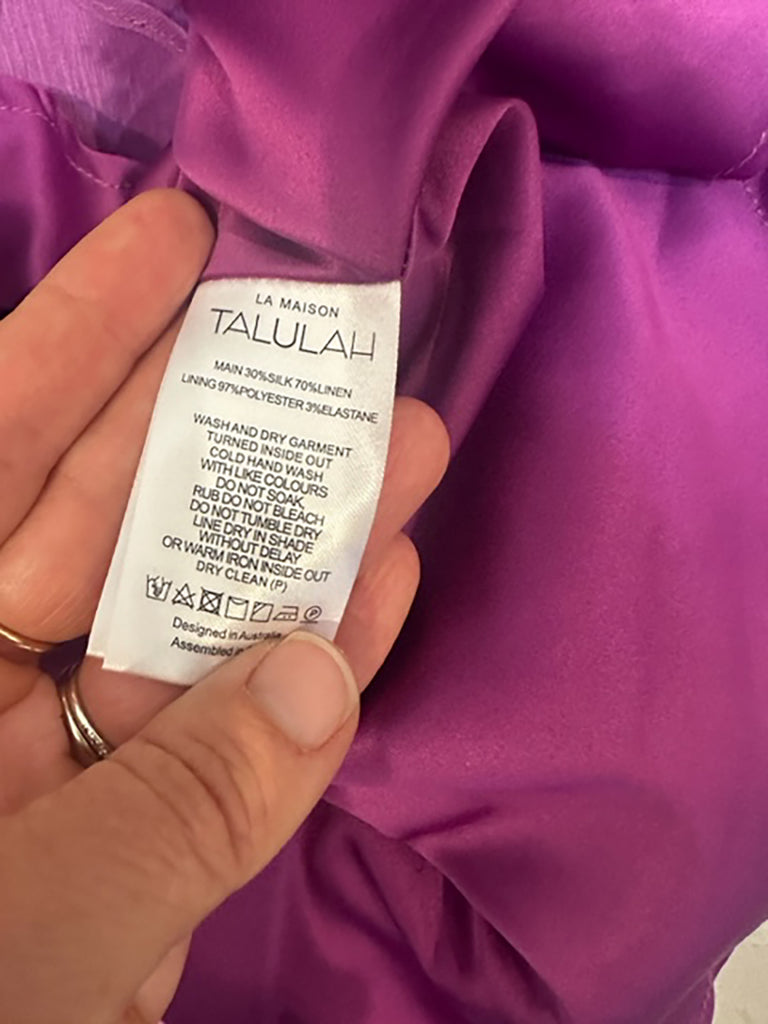 LA MAISON
TALULAH
MAIN 30%SILK 70%LINEN
LINING 97%POLYESTER 3%ELASTANE
WASH AND DRY GARMENT
TURNED INSIDE OUT
COLD HAND WASH
WITH LIKE COLOURS
DO NOT SOAK,
RUB DO NOT BLEACH
DO NOT TUMBLE DRY
LINE DRY IN SHADE
WITHOUT DELAY
OR WARM IRON INSIDE OUT
DRY CLEAN (P)
P
Designed in Australia
Assembled in